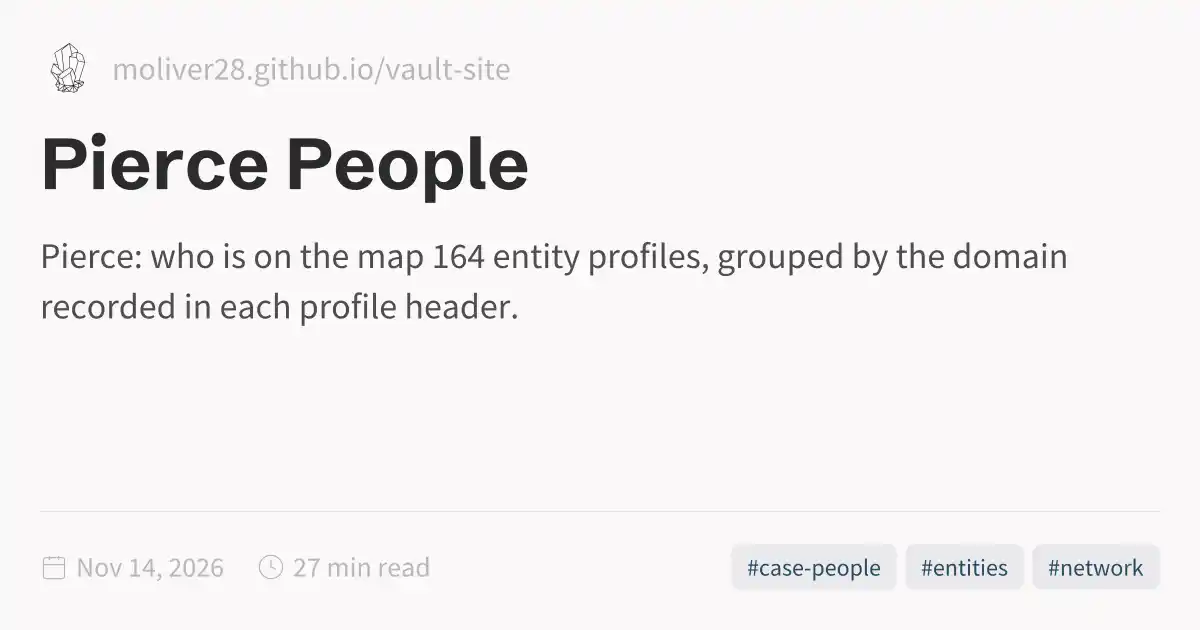 moliver28.github.io/vault-site
Pierce People
Pierce: who is on the map 164 entity profiles, grouped by the domain
recorded in each profile header.
Nov 14, 2026
27 min read
#case-people
#entities
#network